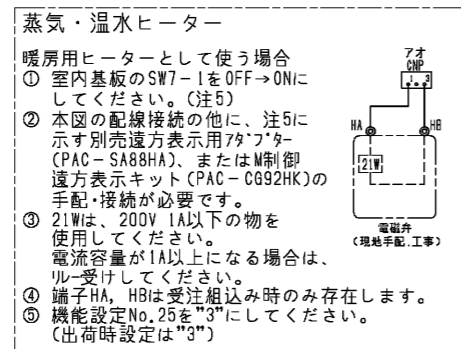 蒸気・温水ヒーター
暖房用ヒーターとして使う場合
① 室内基板のSW7-1をOFF→ONに
してください。(注5)
② 本図の配線接続の他に、注5に
示す別売遠方表示用アダプター
(PAC-SA88HA)、またはM制御
遠方表示キット(PAC-CG92HK)の
手配・接続が必要です。
③ 21Wは、200V 1A以下の物を
使用してください。
電流容量が1A以上になる場合は、
リレー受けしてください。
④ 端子HA, HBは受注組込み時のみ存在します。
⑤ 機能設定No.25を"3"にしてください。
(出荷時設定は"3")
アオ
CNP
1 3
HA
HB
21W
電磁弁
(現地手配.工事)